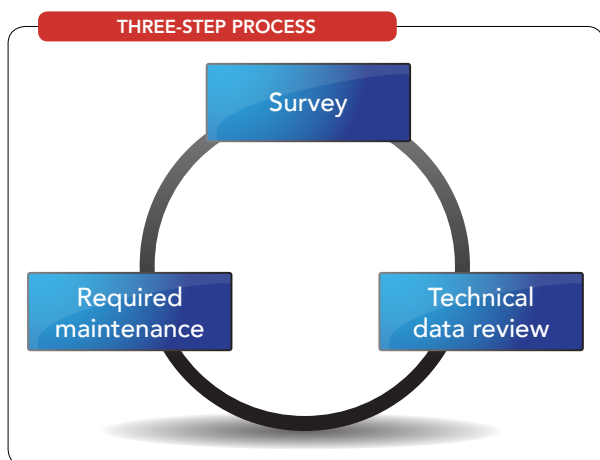 THREE-STEP PROCESS
Survey
Required
maintenance
Technical
data review